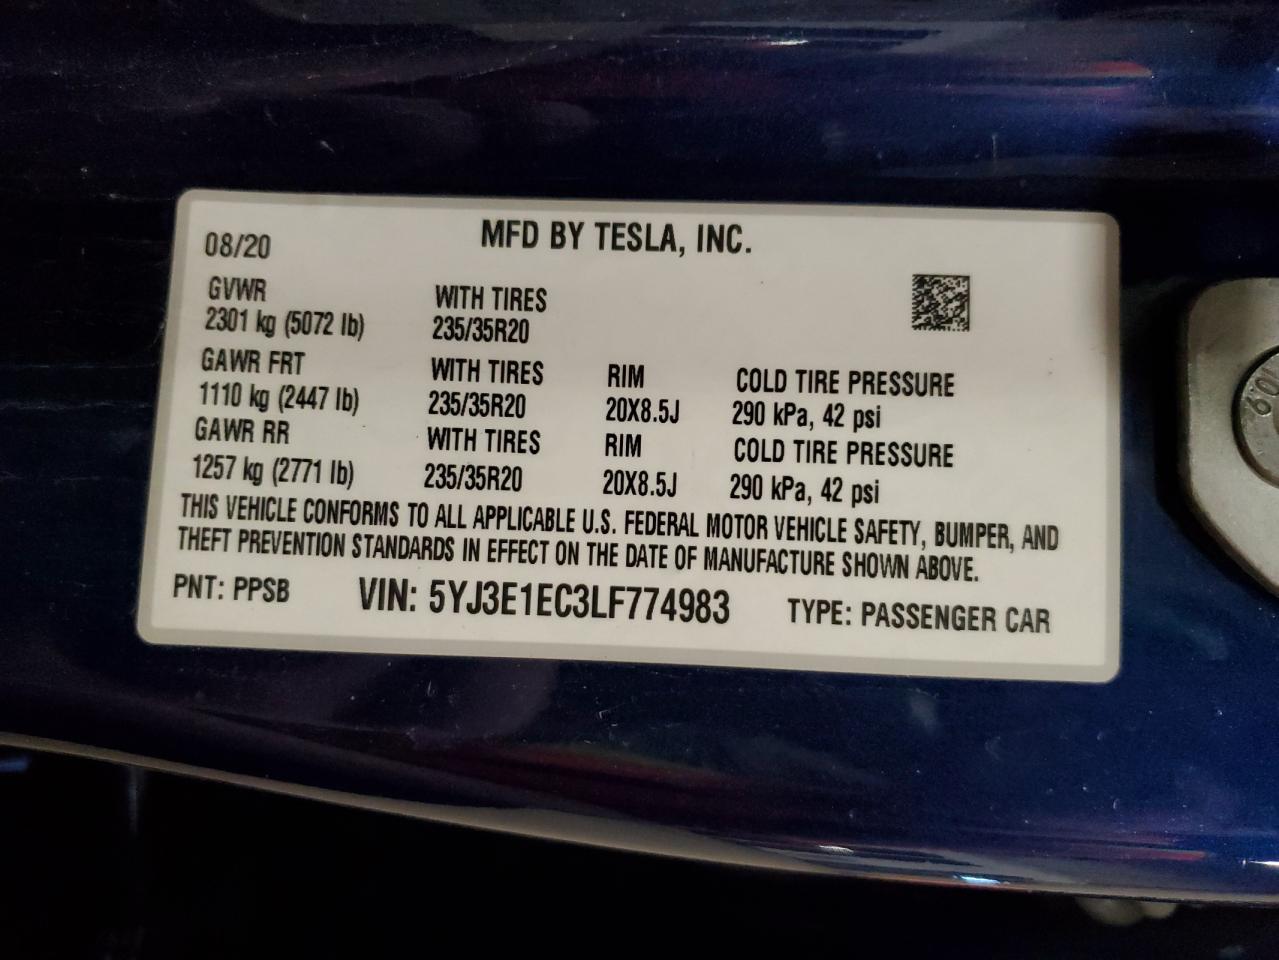 MFD BY TESLA, INC.
08/20
GVWR WITH TIRES
2301 kg (5072 lb) 235/35R20
GAWR FRT WITH TIRES RIM COLD TIRE PRESSURE
1110 kg (2447 lb) 235/35R20 20X8.5J 290 kPa, 42 psi
GAWR RR WITH TIRES RIM COLD TIRE PRESSURE
1257 kg (2771 lb) 235/35R20 20X8.5J 290 kPa, 42 psi
THIS VEHICLE CONFORMS TO ALL APPLICABLE U.S. FEDERAL MOTOR VEHICLE SAFETY, BUMPER, AND
THEFT PREVENTION STANDARDS IN EFFECT ON THE DATE OF MANUFACTURE SHOWN ABOVE.
PNT: PPSB VIN: 5YJ3E1EC3LF774983 TYPE: PASSENGER CAR